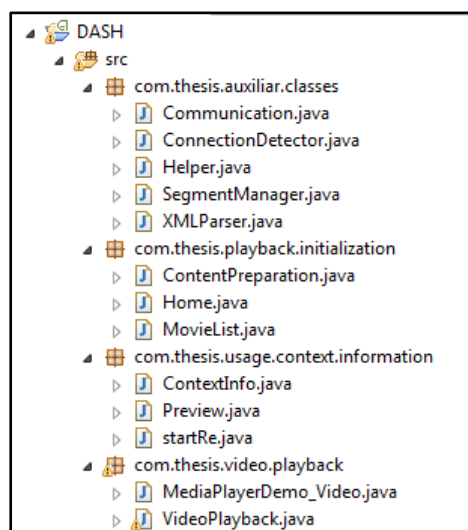 DASH
src
com.thesis.auxiliar.classes
Communication.java
ConnectionDetector.java
Helper.java
SegmentManager.java
XMLParser.java
com.thesis.playback.initialization
ContentPreparation.java
Home.java
MovieList.java
com.thesis.usage.context.information
ContextInfo.java
Preview.java
startRe.java
com.thesis.video.playback
MediaPlayerDemo_Video.java
VideoPlayback.java